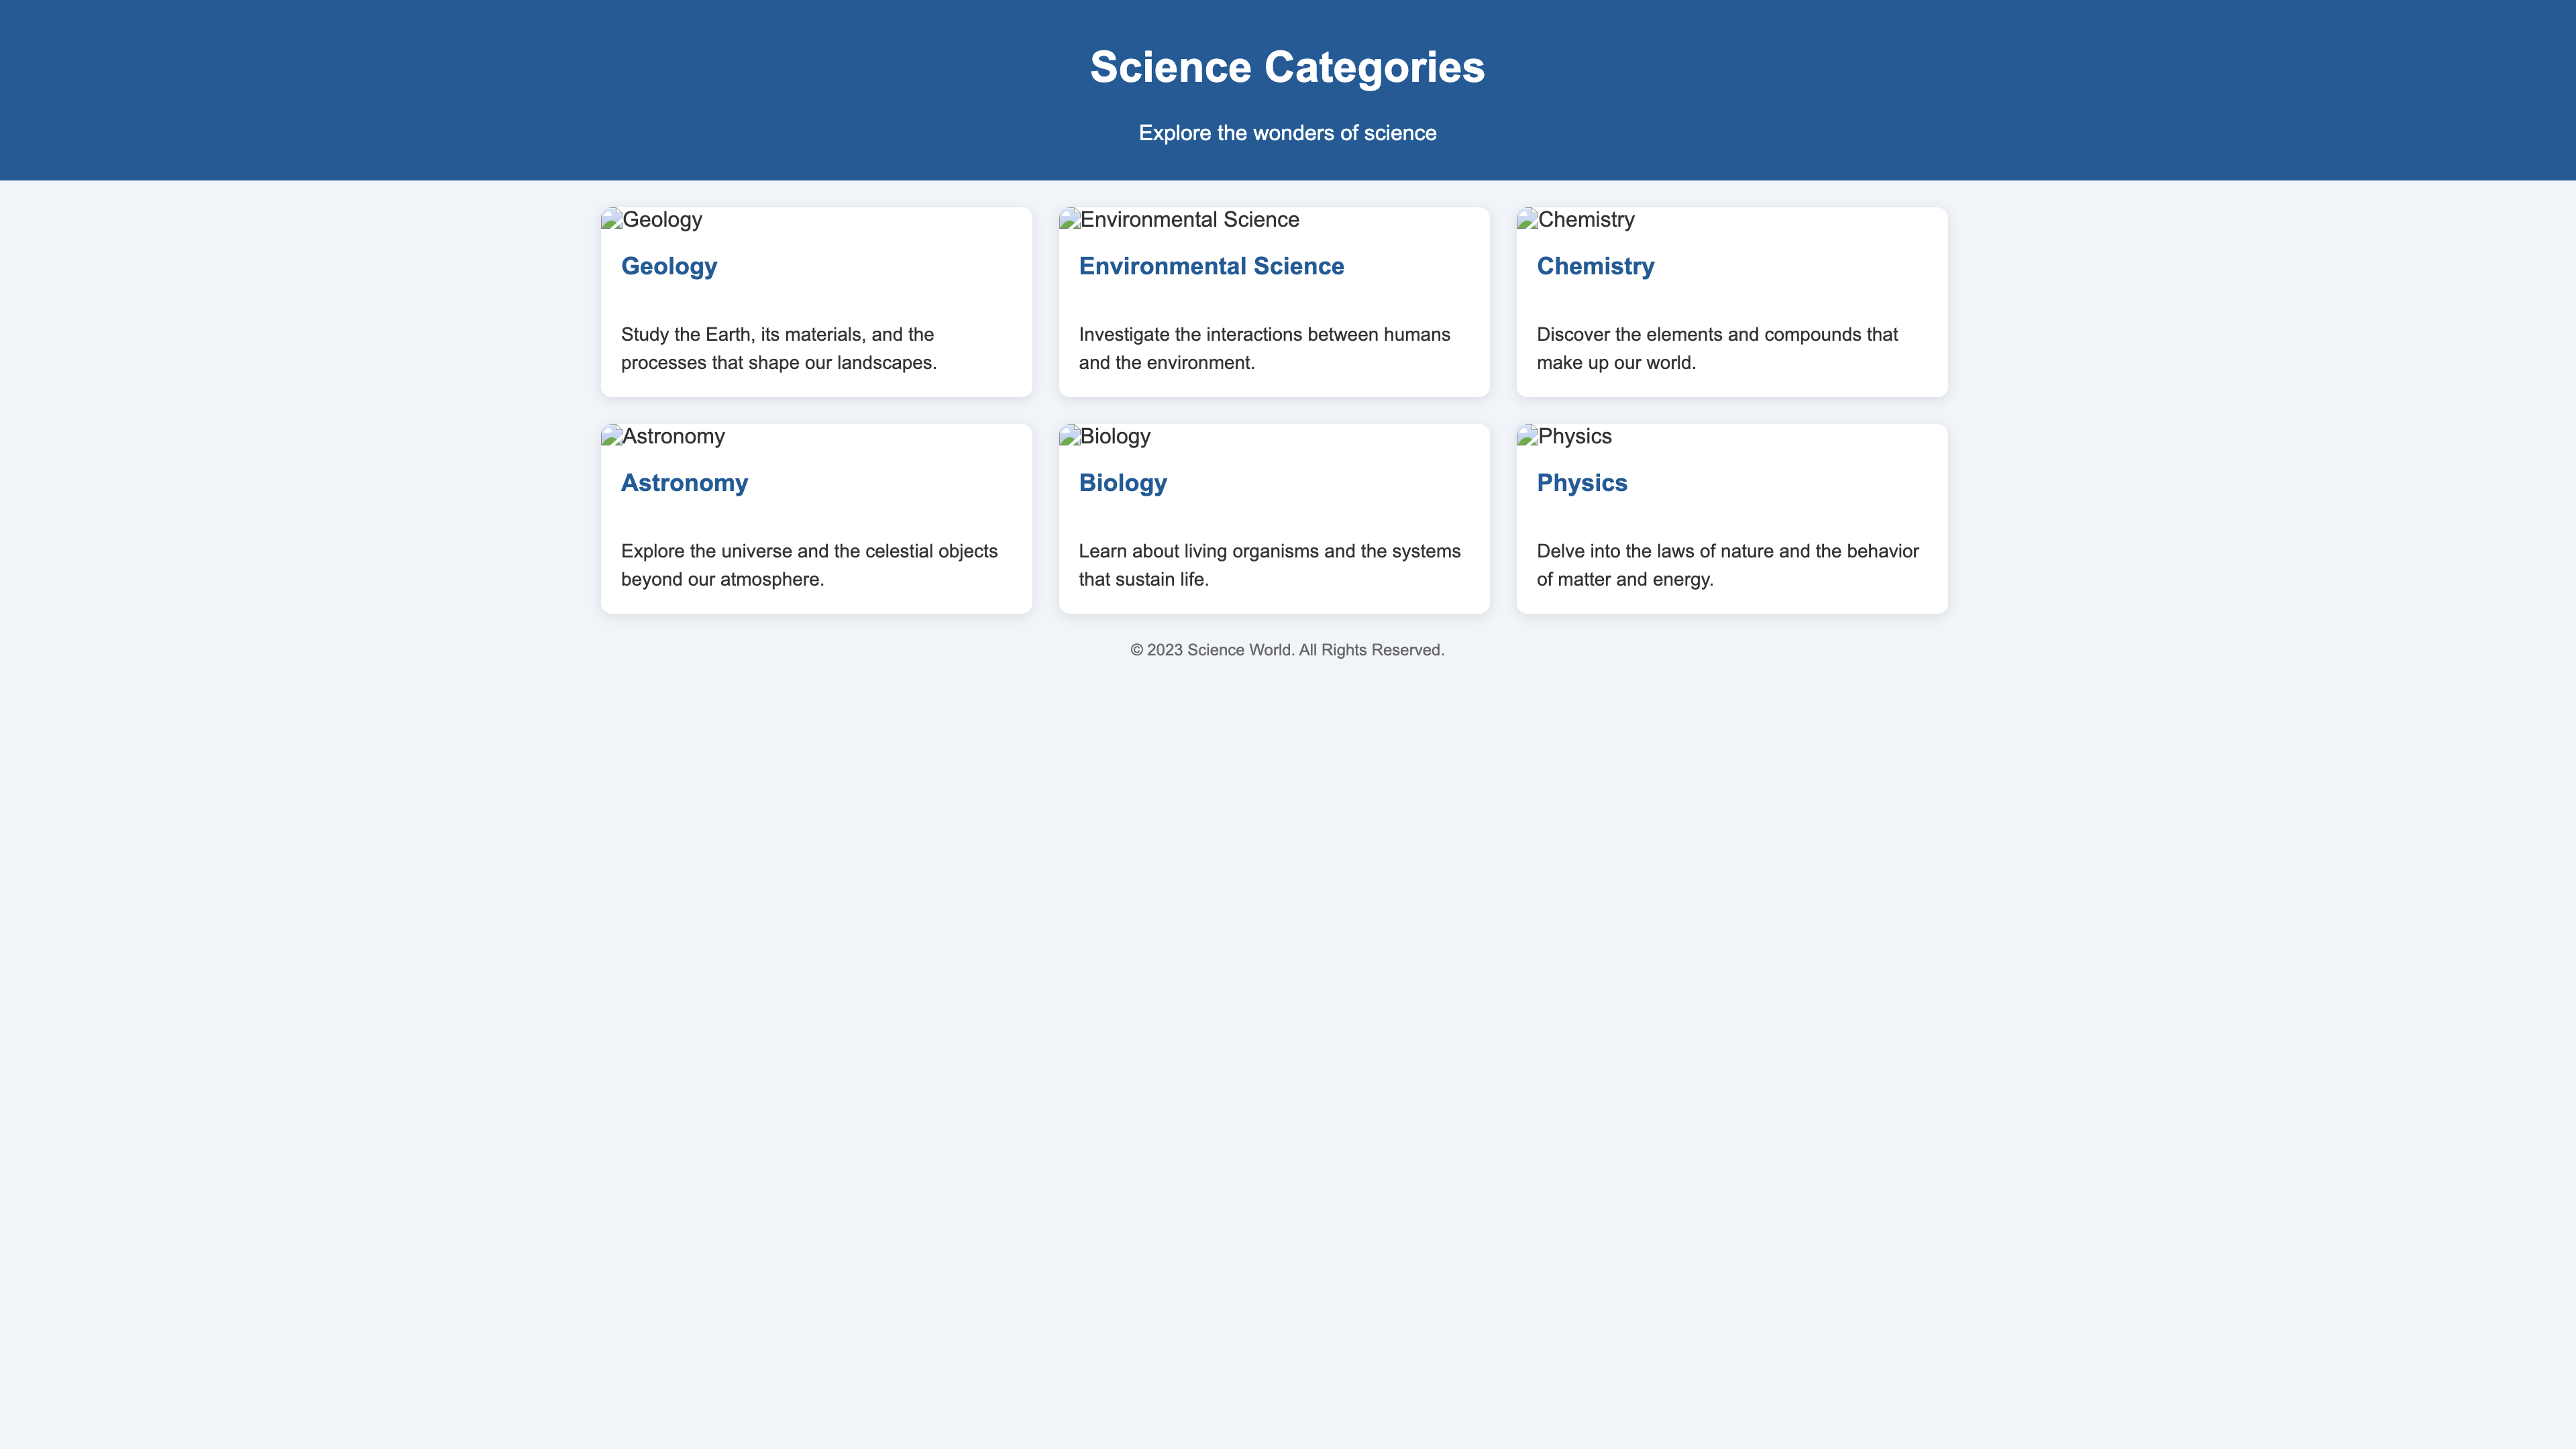 Science Categories
Explore the wonders of science
Geology
Geology
Study the Earth, its materials, and the
processes that shape our landscapes.
Environmental Science
Environmental Science
Investigate the interactions between humans
and the environment.
Chemistry
Chemistry
Discover the elements and compounds that
make up our world.
Astronomy
Astronomy
Explore the universe and the celestial objects
beyond our atmosphere.
Biology
Biology
Learn about living organisms and the systems
that sustain life.
Physics
Physics
Delve into the laws of nature and the behavior
of matter and energy.
© 2023 Science World. All Rights Reserved.